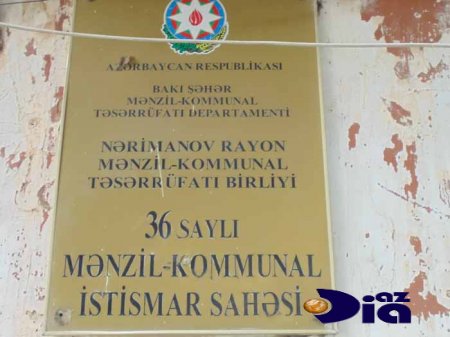 AZƏRBAYCAN RESPUBLİKASI
BAKI ŞƏHƏR
MƏNZİL-KOMMUNAL
TƏSƏRRÜFATI DEPARTAMENTİ
NƏRİMANOV RAYON
MƏNZİL-KOMMUNAL
TƏSƏRRÜFATI BİRLİYİ
36 SAYLI
MƏNZİL-KOMMUNAL
İSTİSMAR SAHƏSİ
Dia az